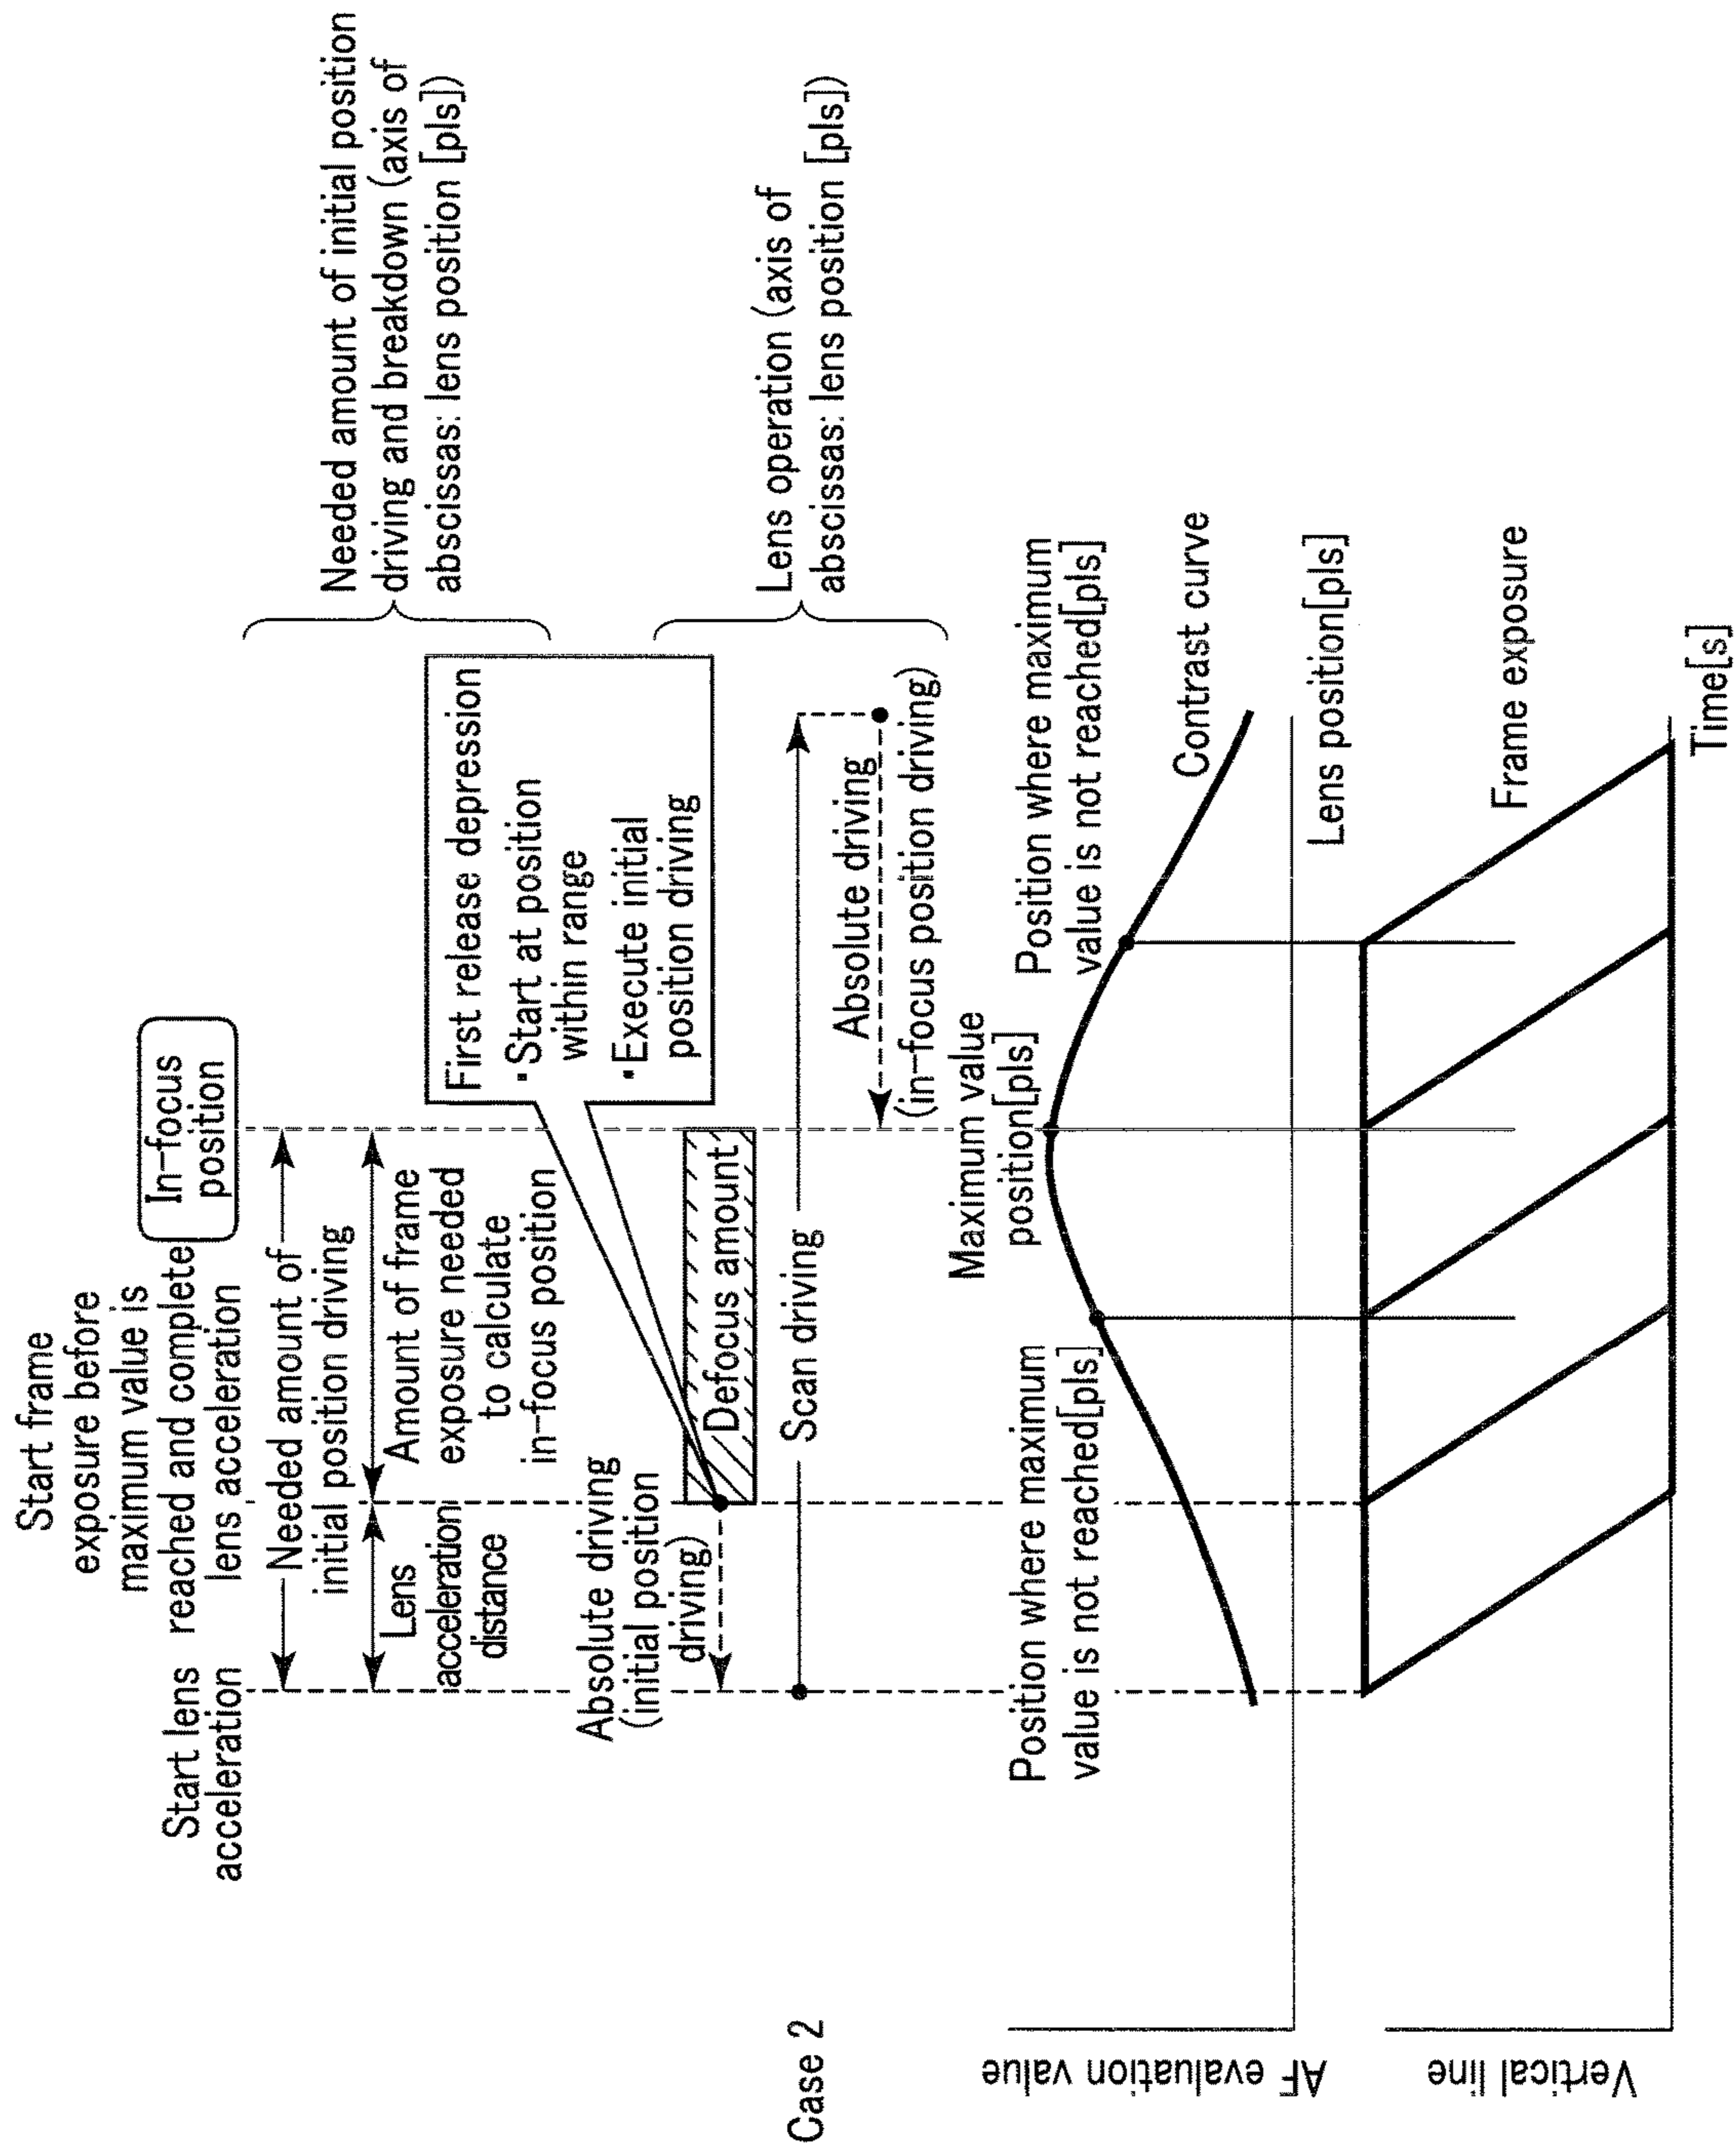 Start lens
acceleration
Start frame
exposure before
maximum value is
reached and complete
lens acceleration
In-focus
position
Needed amount of
initial position driving
Lens
acceleration
distance
Amount of frame
exposure needed
to calculate
in-focus position
Needed amount of initial position
driving and breakdown (axis of
abscissas: lens position [pls])
First release depression
・Start at position
within range
・Execute initial
position driving
Absolute driving
(initial position
driving)
Defocus amount
Case 2
Scan driving
Absolute driving
(in-focus position driving)
Lens operation (axis of
abscissas: lens position [pls])
Position where maximum
value is not reached[pls]
Maximum value
position[pls]
Position where maximum
value is not reached[pls]
AF evaluation value
Contrast curve
Lens position[pls]
Vertical line
Frame exposure
Time[s]